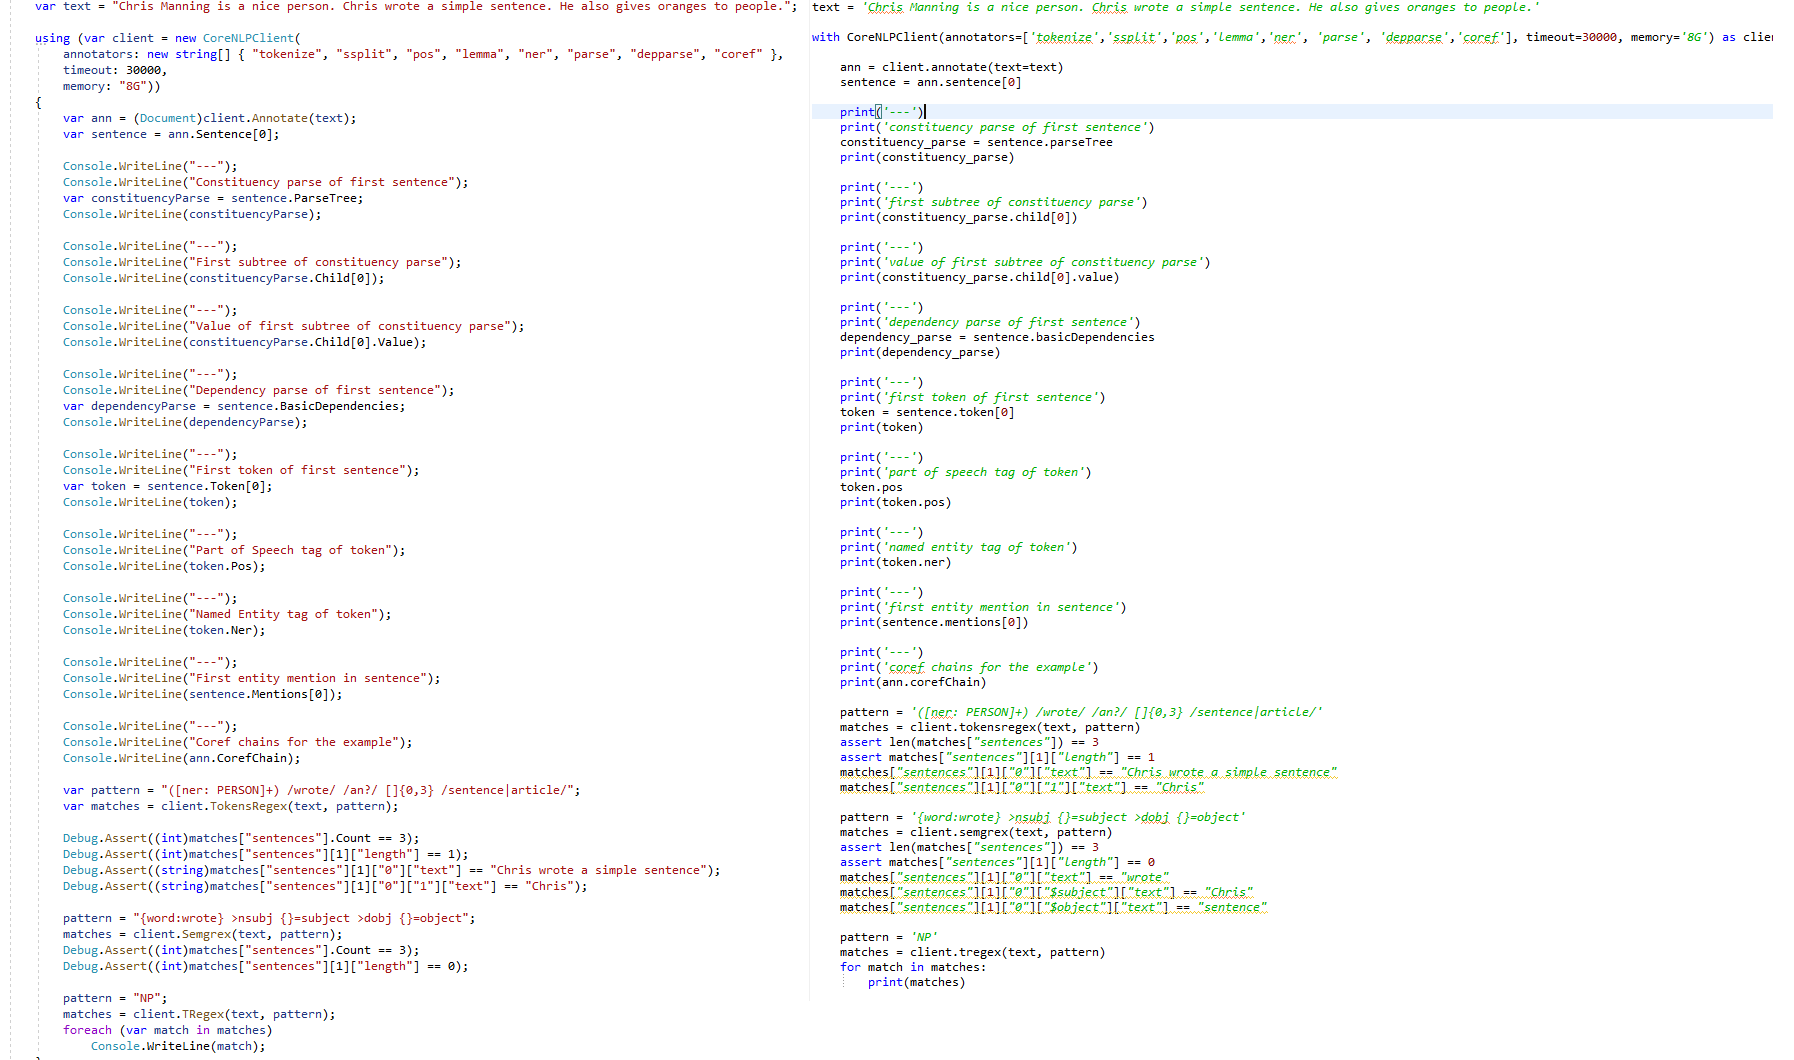 var text = "Chris Manning is a nice person. Chris wrote a simple sentence. He also gives oranges to people.";
using (var client = new CoreNLPClient(
annotators: new string[] { "tokenize", "ssplit", "pos", "lemma", "ner", "parse", "depparse", "coref" },
timeout: 30000,
memory: "8G"))
{
var ann = (Document)client.Annotate(text);
var sentence = ann.Sentence[0];
Console.WriteLine("---");
Console.WriteLine("Constituency parse of first sentence");
var constituencyParse = sentence.ParseTree;
Console.WriteLine(constituencyParse);
Console.WriteLine("---");
Console.WriteLine("First subtree of constituency parse");
Console.WriteLine(constituencyParse.Child[0]);
Console.WriteLine("---");
Console.WriteLine("Value of first subtree of constituency parse");
Console.WriteLine(constituencyParse.Child[0].Value);
Console.WriteLine("---");
Console.WriteLine("Dependency parse of first sentence");
var dependencyParse = sentence.BasicDependencies;
Console.WriteLine(dependencyParse);
Console.WriteLine("---");
Console.WriteLine("First token of first sentence");
var token = sentence.Token[0];
Console.WriteLine(token);
Console.WriteLine("---");
Console.WriteLine("Part of Speech tag of token");
Console.WriteLine(token.Pos);
Console.WriteLine("---");
Console.WriteLine("Named Entity tag of token");
Console.WriteLine(token.Ner);
Console.WriteLine("---");
Console.WriteLine("First entity mention in sentence");
Console.WriteLine(sentence.Mentions[0]);
Console.WriteLine("---");
Console.WriteLine("Coref chains for the example");
Console.WriteLine(ann.CorefChain);
var pattern = "([ner: PERSON]+) /wrote/ /an?/ []{0,3} /sentence|article/";
var matches = client.TokensRegex(text, pattern);
Debug.Assert((int)matches["sentences"].Count == 3);
Debug.Assert((int)matches["sentences"][1]["length"] == 1);
Debug.Assert((string)matches["sentences"][1]["0"]["text"] == "Chris wrote a simple sentence");
Debug.Assert((string)matches["sentences"][1]["0"]["1"]["text"] == "Chris");
pattern = "{word:wrote} >nsubj {}=subject >dobj {}=object";
matches = client.Semgrex(text, pattern);
Debug.Assert((int)matches["sentences"].Count == 3);
Debug.Assert((int)matches["sentences"][1]["length"] == 0);
pattern = "NP";
matches = client.TRegex(text, pattern);
foreach (var match in matches)
Console.WriteLine(match);
text = 'Chris Manning is a nice person. Chris wrote a simple sentence. He also gives oranges to people.'
with CoreNLPClient(annotators=['tokenize','ssplit','pos','lemma','ner', 'parse', 'depparse','coref'], timeout=30000, memory='8G') as clien
ann = client.annotate(text=text)
sentence = ann.sentence[0]
print('---')
print('constituency parse of first sentence')
constituency_parse = sentence.parseTree
print(constituency_parse)
print('---')
print('first subtree of constituency parse')
print(constituency_parse.child[0])
print('---')
print('value of first subtree of constituency parse')
print(constituency_parse.child[0].value)
print('---')
print('dependency parse of first sentence')
dependency_parse = sentence.basicDependencies
print(dependency_parse)
print('---')
print('first token of first sentence')
token = sentence.token[0]
print(token)
print('---')
print('part of speech tag of token')
token.pos
print(token.pos)
print('---')
print('named entity tag of token')
print(token.ner)
print('---')
print('first entity mention in sentence')
print(sentence.mentions[0])
print('---')
print('coref chains for the example')
print(ann.corefChain)
pattern = '([ner: PERSON]+) /wrote/ /an?/ []{0,3} /sentence|article/'
matches = client.tokensregex(text, pattern)
assert len(matches["sentences"]) == 3
assert matches["sentences"][1]["length"] == 1
matches["sentences"][1]["0"]["text"] == "Chris wrote a simple sentence"
matches["sentences"][1]["0"]["1"]["text"] == "Chris"
pattern = '{word:wrote} >nsubj {}=subject >dobj {}=object'
matches = client.semgrex(text, pattern)
assert len(matches["sentences"]) == 3
assert matches["sentences"][1]["length"] == 0
matches["sentences"][1]["0"]["text"] == "wrote"
matches["sentences"][1]["0"]["$subject"]["text"] == "Chris"
matches["sentences"][1]["0"]["$object"]["text"] == "sentence"
pattern = 'NP'
matches = client.tregex(text, pattern)
for match in matches:
print(matches)